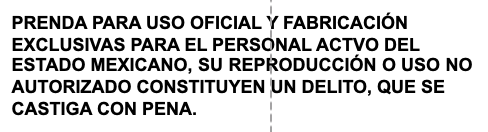 PRENDA PARA USO OFICIAL Y FABRICACIÓN
EXCLUSIVAS PARA EL PERSONAL ACTVO DEL
ESTADO MEXICANO, SU REPRODUCCIÓN O USO NO
AUTORIZADO CONSTITUYEN UN DELITO, QUE SE
CASTIGA CON PENA.